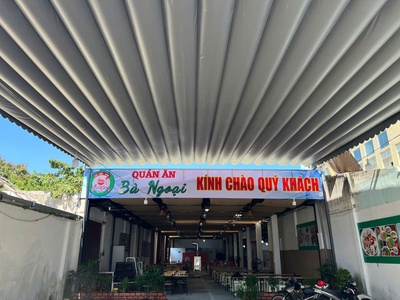 QUÁN ĂN
Bà Ngoại
KÍNH CHÀO QUÝ KHÁCH